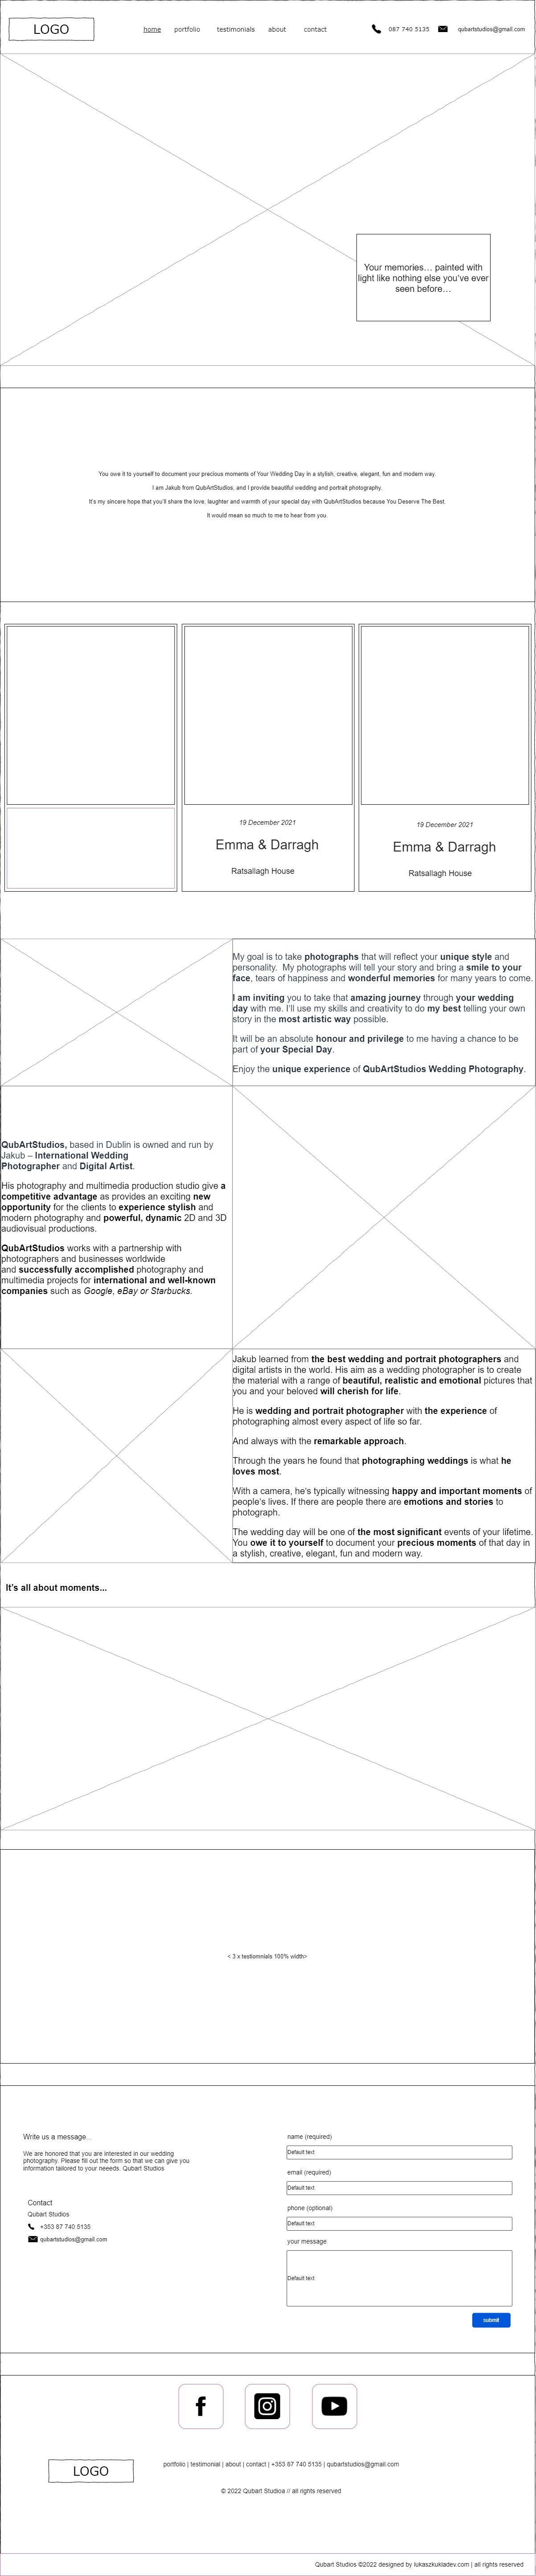 LOGO
home portfolio testimonials about contact
087 740 5135 qubartstudios@gmail.com
Your memories… painted with
light like nothing else you've ever
seen before…
You owe it to yourself to document your precious moments of Your Wedding Day in a stylish, creative, elegant, fun and modern way.
I am Jakub from QubArtStudios, and I provide beautiful wedding and portrait photography.
It's my sincere hope that you'll share the love, laughter and warmth of your special day with QubArtStudios because You Deserve The Best.
It would mean so much to me to hear from you.
19 December 2021
Emma & Darragh
Ratsallagh House
19 December 2021
Emma & Darragh
Ratsallagh House
My goal is to take photographs that will reflect your unique style and
personality. My photographs will tell your story and bring a smile to your
face, tears of happiness and wonderful memories for many years to come.
I am inviting you to take that amazing journey through your wedding
day with me. I'll use my skills and creativity to do my best telling your own
story in the most artistic way possible.
It will be an absolute honour and privilege to me having a chance to be
part of your Special Day.
Enjoy the unique experience of QubArtStudios Wedding Photography.
QubArtStudios, based in Dublin is owned and run by
Jakub – International Wedding
Photographer and Digital Artist.
His photography and multimedia production studio give a
competitive advantage as provides an exciting new
opportunity for the clients to experience stylish and
modern photography and powerful, dynamic 2D and 3D
audiovisual productions.
QubArtStudios works with a partnership with
photographers and businesses worldwide
and successfully accomplished photography and
multimedia projects for international and well-known
companies such as Google, eBay or Starbucks.
Jakub learned from the best wedding and portrait photographers and
digital artists in the world. His aim as a wedding photographer is to create
the material with a range of beautiful, realistic and emotional pictures that
you and your beloved will cherish for life.
He is wedding and portrait photographer with the experience of
photographing almost every aspect of life so far.
And always with the remarkable approach.
Through the years he found that photographing weddings is what he
loves most.
With a camera, he's typically witnessing happy and important moments of
people's lives. If there are people there are emotions and stories to
photograph.
The wedding day will be one of the most significant events of your lifetime.
You owe it to yourself to document your precious moments of that day in
a stylish, creative, elegant, fun and modern way.
It's all about moments...
< 3 x testiomnials 100% width>
Write us a message...
We are honored that you are interested in our wedding
photography. Please fill out the form so that we can give you
information tailored to your neeeds. Qubart Studios
Contact
Qubart Studios
+353 87 740 5135
qubartstudios@gmail.com
name (required)
Default text
email (required)
Default text
phone (optional)
Default text
your message
Default text
submit
LOGO
portfolio | testimonial | about | contact | +353 87 740 5135 | qubartstudios@gmail.com
© 2022 Qubart Studioa // all rights reserved
Qubart Studios ©2022 designed by lukaszkukladev.com | all rights reserved